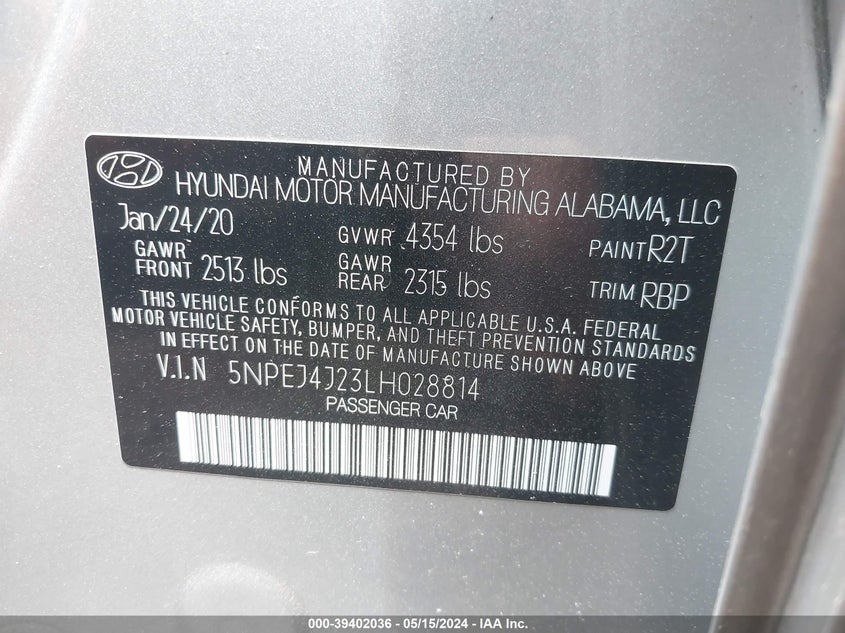 MANUFACTURED BY
HYUNDAI MOTOR MANUFACTURING ALABAMA, LLC
Jan/24/20 GVWR 4354 lbs PAINT R2T
GAWR FRONT 2513 lbs GAWR REAR 2315 lbs TRIM RBP
THIS VEHICLE CONFORMS TO ALL APPLICABLE U.S.A. FEDERAL
MOTOR VEHICLE SAFETY, BUMPER, AND THEFT PREVENTION STANDARDS
IN EFFECT ON THE DATE OF MANUFACTURE SHOWN ABOVE
V.I.N 5NPEJ4J23LH028814
PASSENGER CAR
000-39402036 - 05/15/2024 - IAA Inc.